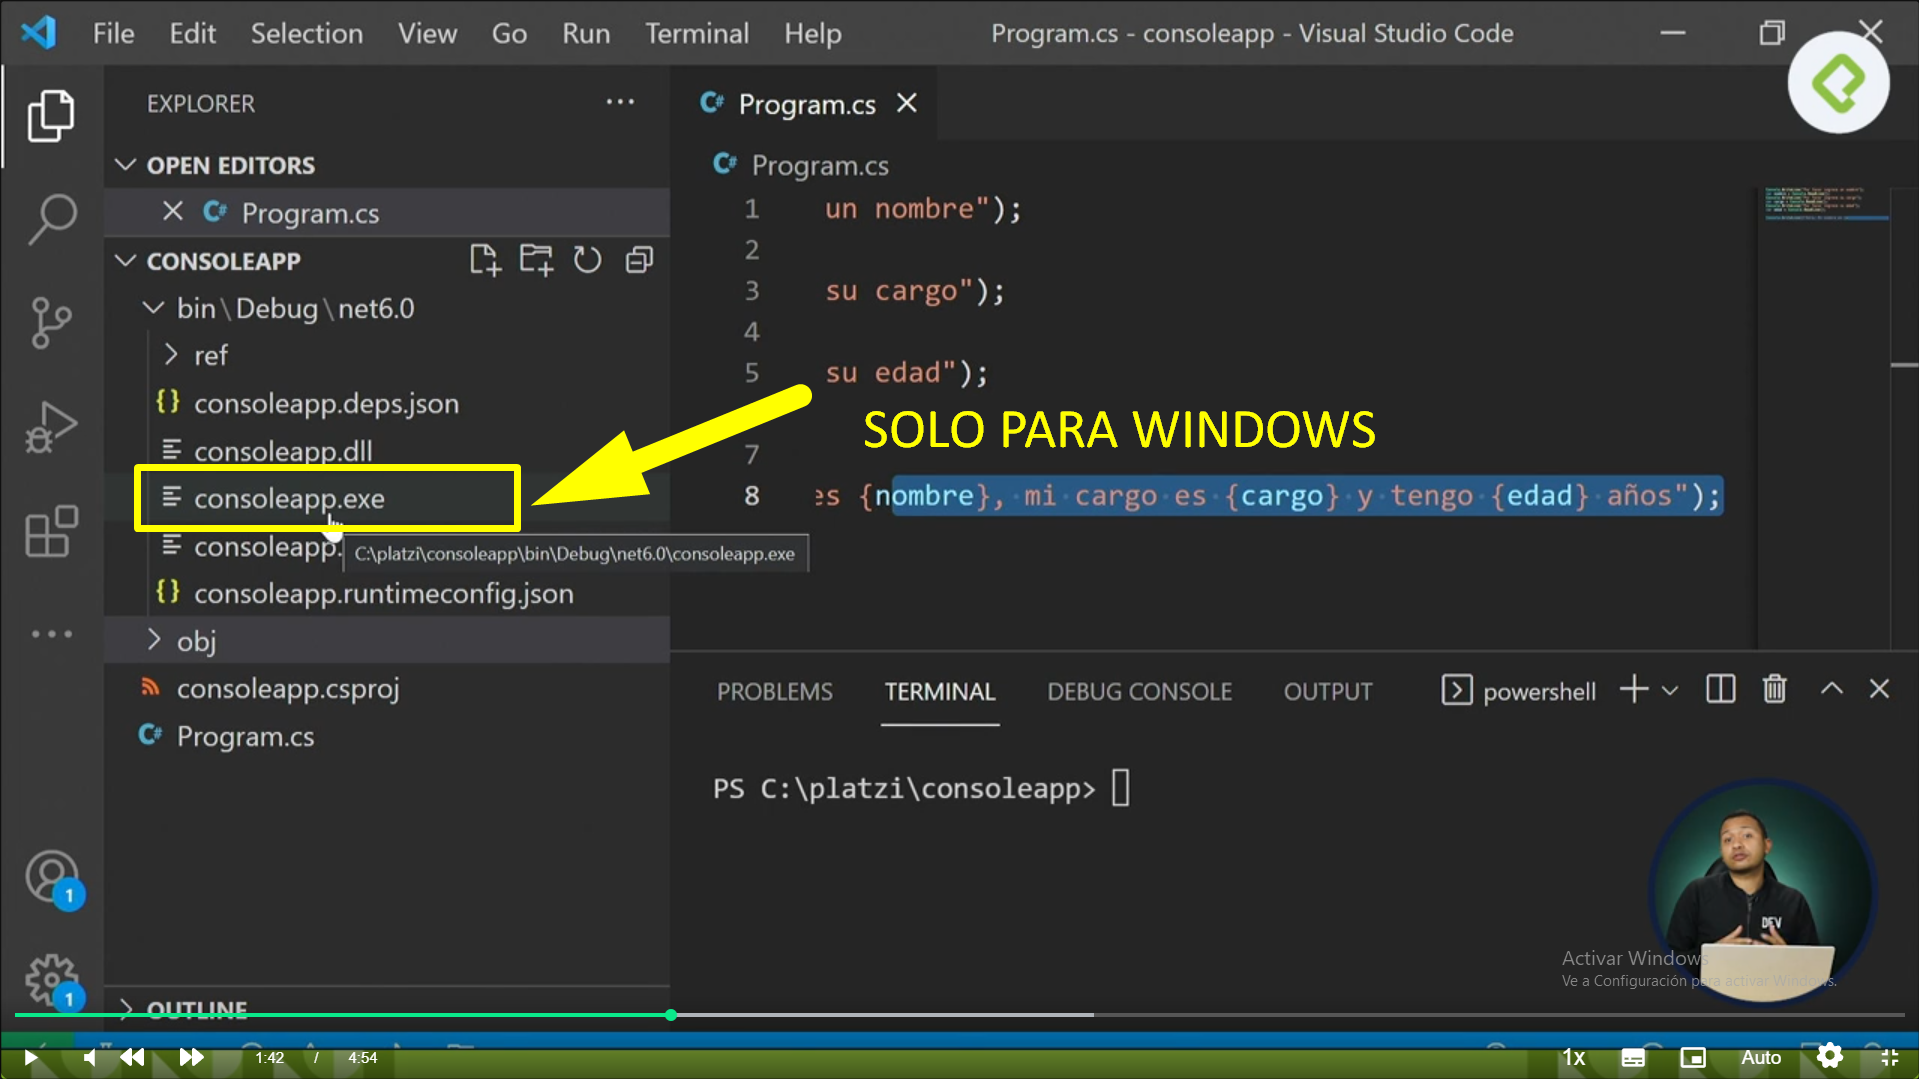 File Edit Selection View Go Run Terminal Help Program.cs - consoleapp - Visual Studio Code
EXPLORER
OPEN EDITORS
Program.cs
CONSOLEAPP
bin\Debug\net6.0
ref
consoleapp.deps.json
consoleapp.dll
consoleapp.exe
consoleapp.
C:\platzi\consoleapp\bin\Debug\net6.0\consoleapp.exe
consoleapp.runtimeconfig.json
obj
consoleapp.csproj
Program.cs
OUTLINE
1
1
Program.cs
Program.cs
1 un nombre");
2
3 su cargo");
4
5 su edad");
SOLO PARA WINDOWS
7
8 es {nombre}, mi cargo es {cargo} y tengo {edad} años");
PROBLEMS TERMINAL DEBUG CONSOLE OUTPUT powershell
PS C:\platzi\consoleapp>
DEV
Activar Windows
Ve a Configuración para activar Windows.
1:42 / 4:54 1x Auto